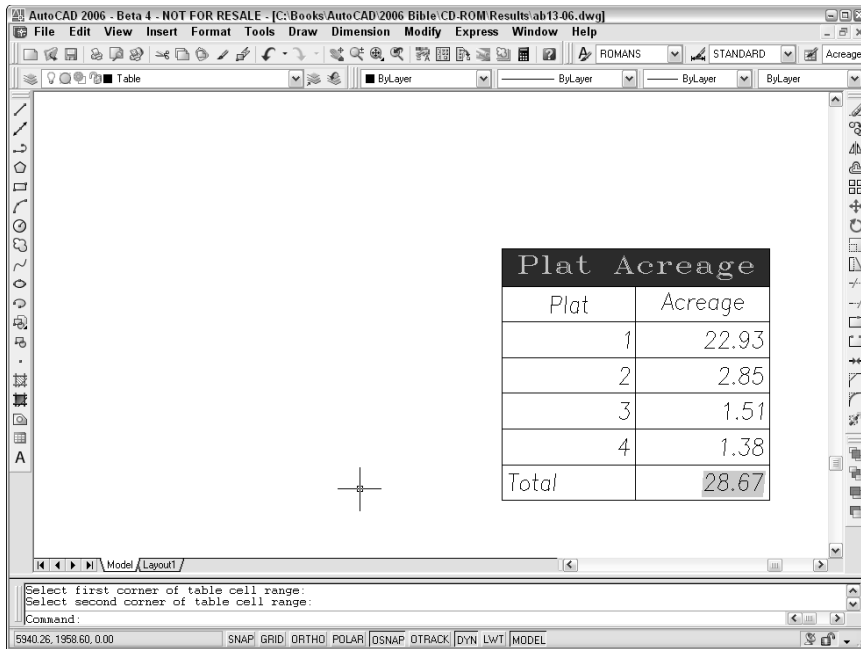 AutoCAD 2006 - Beta 4 - NOT FOR RESALE - [C:\Books\AutoCAD\2006 Bible\CD-ROM\Results\ab13-06.dwg]
File Edit View Insert Format Tools Draw Dimension Modify Express Window Help
ROMANS STANDARD Acreage
Table ByLayer ByLayer ByLayer ByLayer
Plat Acreage
Plat Acreage
1 22.93
2 2.85
3 1.51
4 1.38
Total 28.67
A
Model Layout1
Select first corner of table cell range:
Select second corner of table cell range:
Command:
5940.26, 1958.60, 0.00 SNAP GRID ORTHO POLAR OSNAP OTRACK DYN LWT MODEL